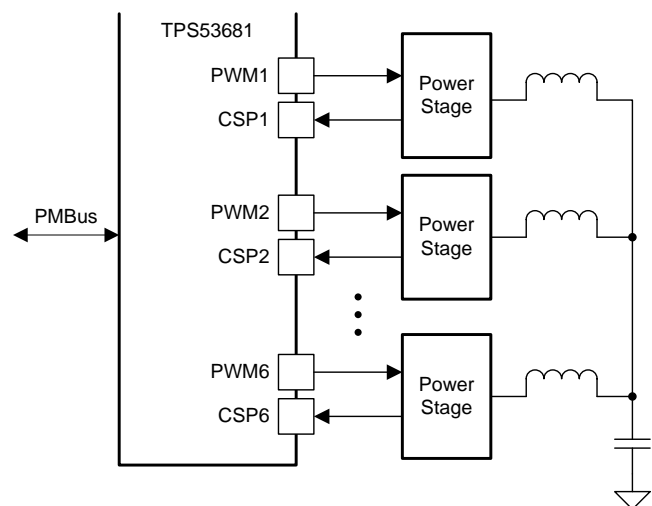 TPS53681
PWM1
CSP1
Power
Stage
PMBus
PWM2
CSP2
Power
Stage
PWM6
CSP6
Power
Stage